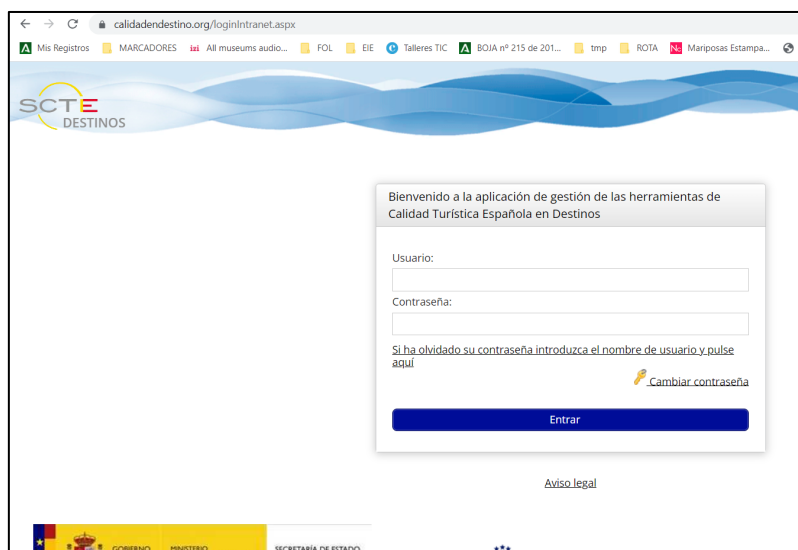 calidadendestino.org/loginIntranet.aspx
Mis Registros MARCADORES izi All museums audio... FOL EIE Talleres TIC BOJA nº 215 de 201... tmp ROTA Nc Mariposas Estampa...
SCTE
DESTINOS
Bienvenido a la aplicación de gestión de las herramientas de
Calidad Turística Española en Destinos
Usuario:
Contraseña:
Si ha olvidado su contraseña introduzca el nombre de usuario y pulse
aquí
Cambiar contraseña
Entrar
Aviso legal
GOBIERNO MINISTERIO SECRETARÍA DE ESTADO